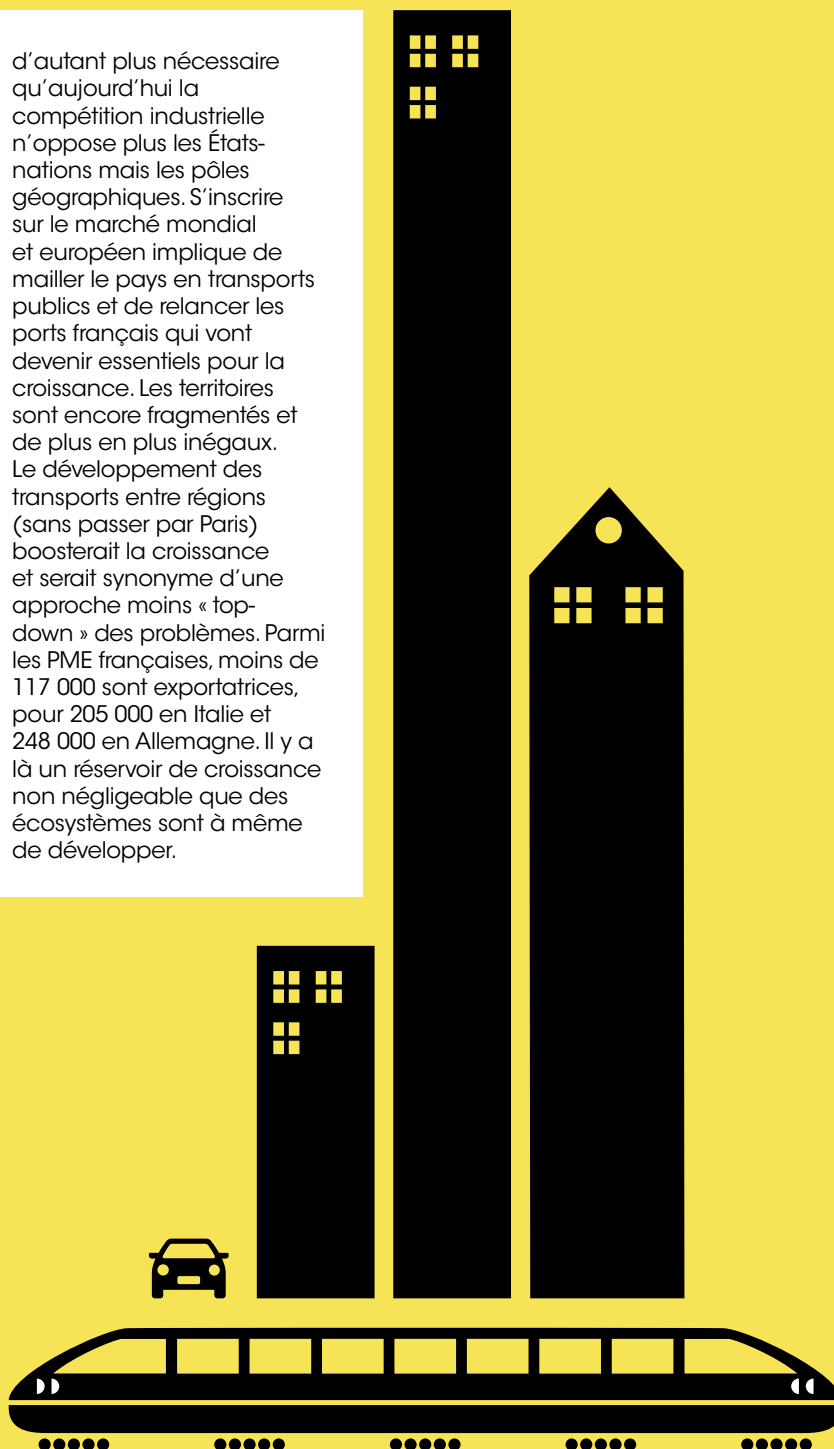 d’autant plus nécessaire
qu’aujourd’hui la
compétition industrielle
n’oppose plus les États-
nations mais les pôles
géographiques. S’inscrire
sur le marché mondial
et européen implique de
mailler le pays en transports
publics et de relancer les
ports français qui vont
devenir essentiels pour la
croissance. Les territoires
sont encore fragmentés et
de plus en plus inégaux.
Le développement des
transports entre régions
(sans passer par Paris)
boosterait la croissance
et serait synonyme d’une
approche moins « top-
down » des problèmes. Parmi
les PME françaises, moins de
117 000 sont exportatrices,
pour 205 000 en Italie et
248 000 en Allemagne. Il y a
là un réservoir de croissance
non négligeable que des
écosystèmes sont à même
de développer.